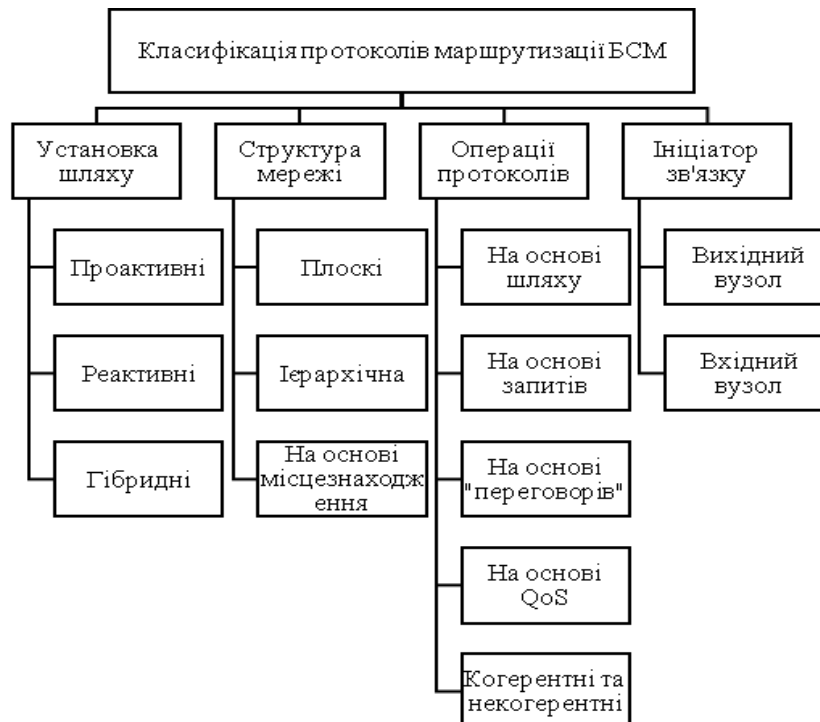 Класифікація протоколів маршрутизації БСМ
Установка
шляху
Структура
мережі
Операції
протоколів
Ініціатор
зв'язку
Проактивні
Реактивні
Гібридні
Плоскі
Ієрархічна
На основі
місцезнаходж
ення
На основі
шляху
На основі
запитів
На основі
"переговорів"
На основі
QoS
Когерентні та
некогерентні
Вихідний
вузол
Вхідний
вузол